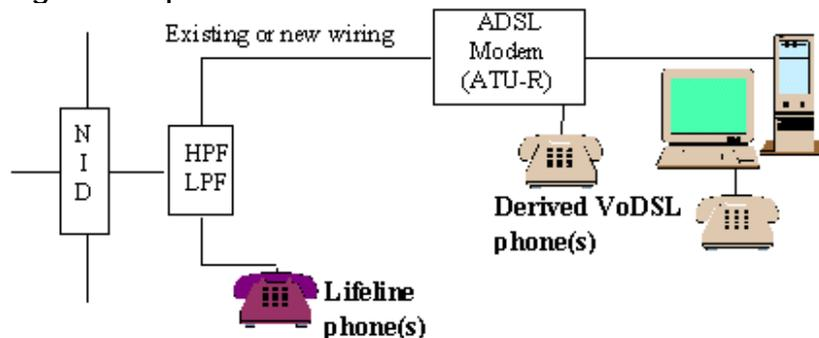 Existing or new wiring
ADSL
Modem
(ATU-R)
N
I
D
HPF
LPF
Derived VoDSL
phone(s)
Lifeline
phone(s)